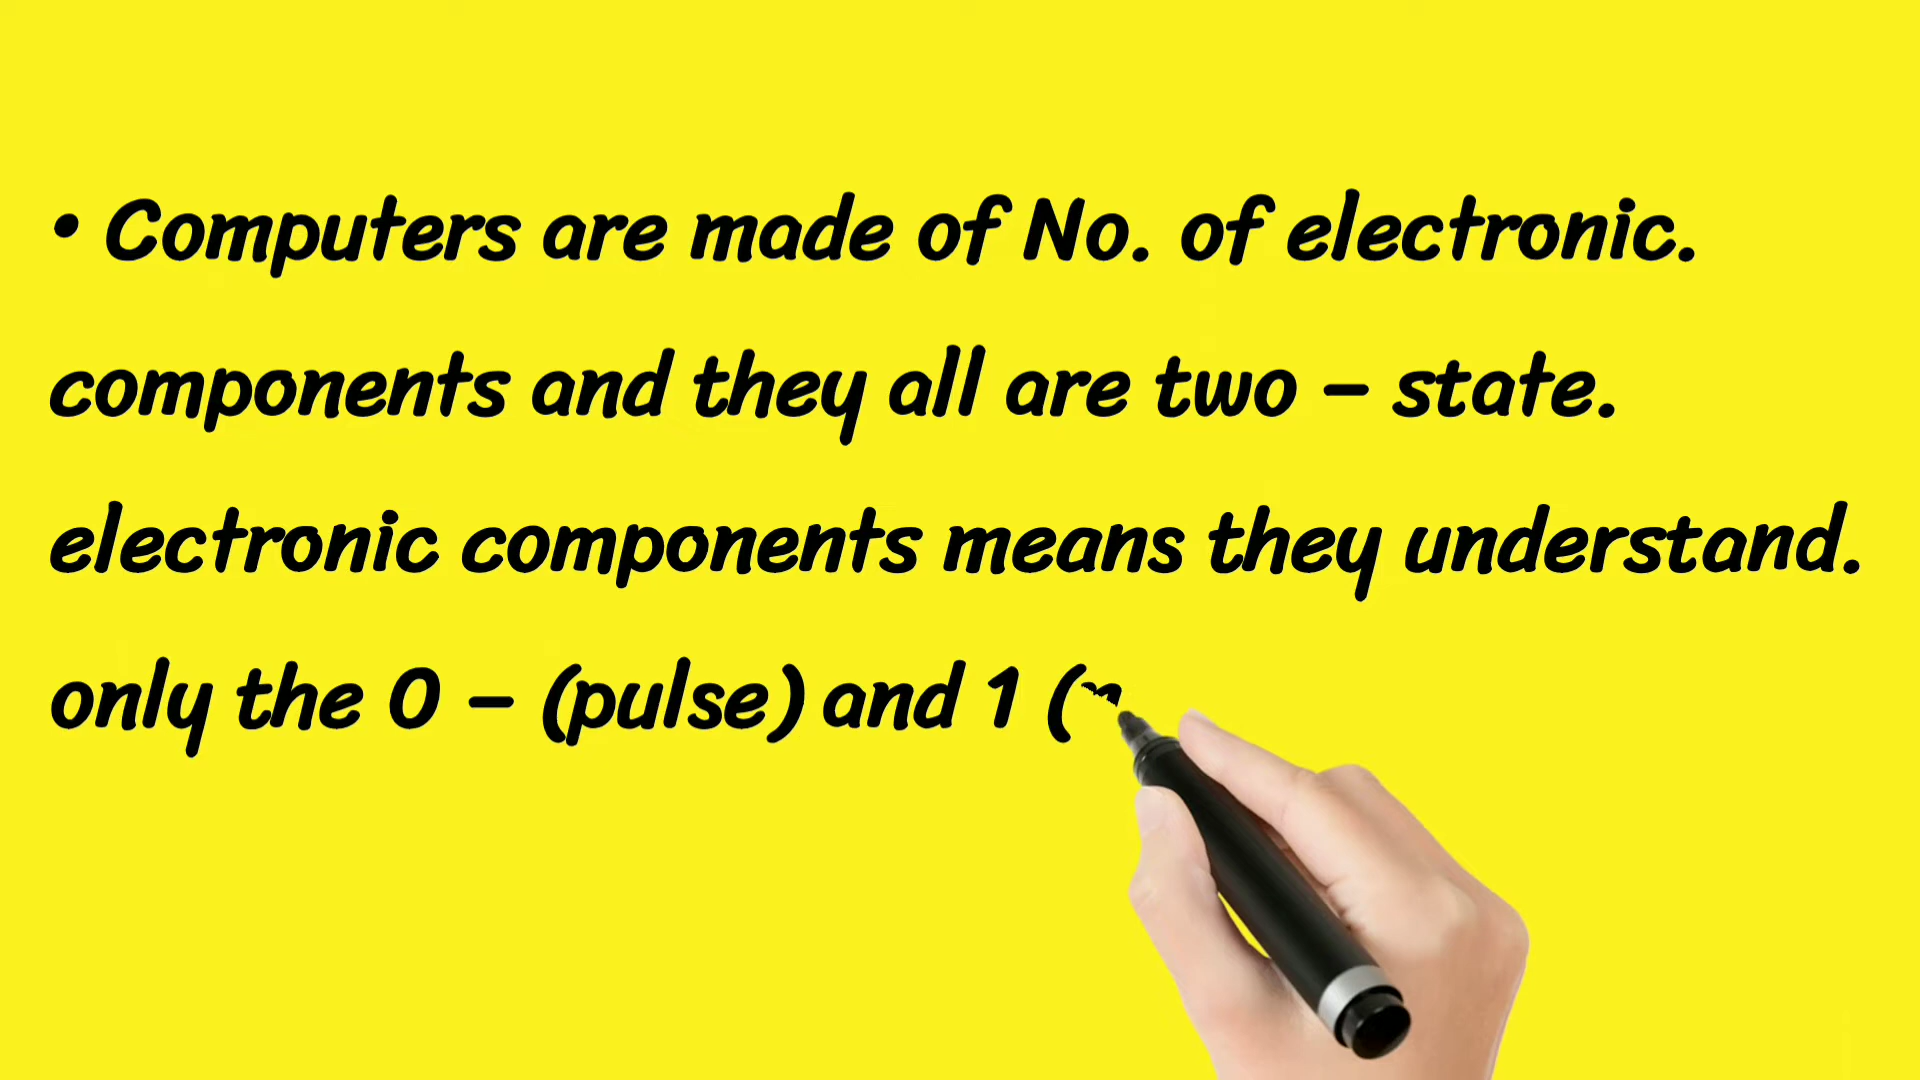 • Computers are made of No. of electronic.
components and they all are two – state.
electronic components means they understand.
only the 0 – (pulse) and 1 (